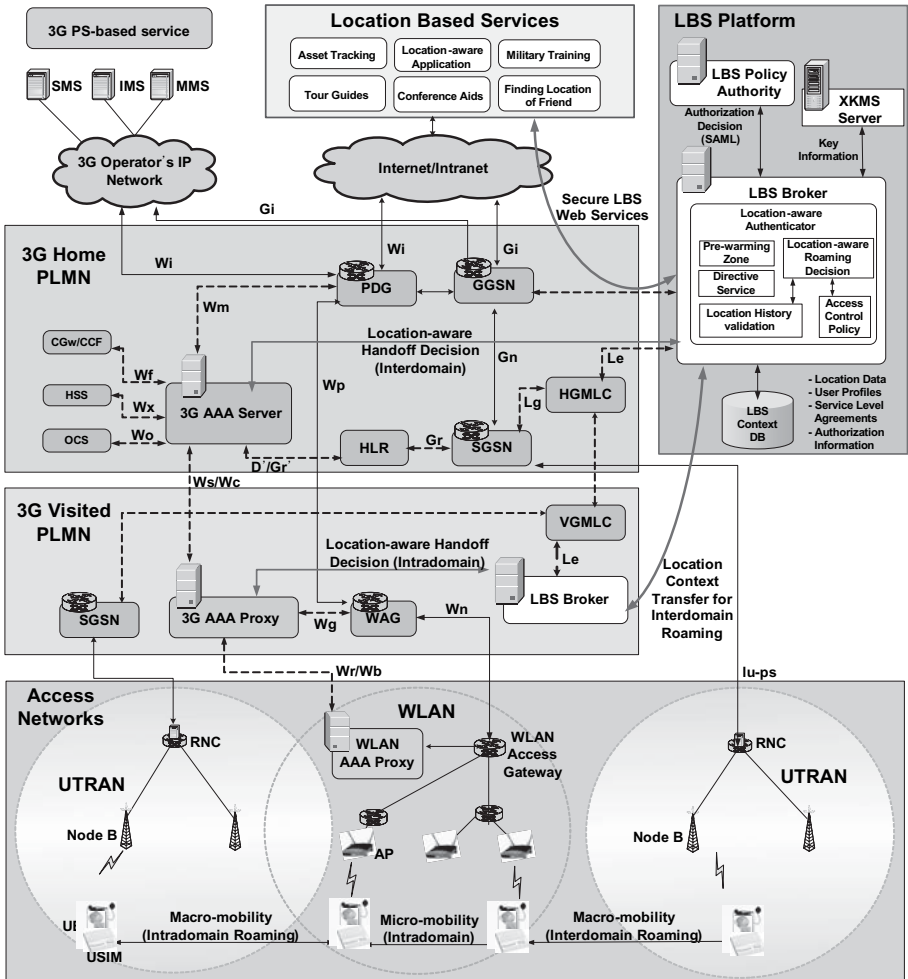 3G PS-based service
SMS
IMS
MMS
3G Operator's IP
Network
Location Based Services
Asset Tracking
Location-aware
Application
Military Training
Tour Guides
Conference Aids
Finding Location
of Friend
Internet/Intranet
LBS Platform
LBS Policy
Authority
XKMS
Server
Authorization
Decision
(SAML)
Key
Information
LBS Broker
Location-aware
Authenticator
Pre-warming
Zone
Location-aware
Roaming
Decision
Directive
Service
Location History
validation
Access
Control
Policy
LBS
Context
DB
- Location Data
- User Profiles
- Service Level
Agreements
- Authorization
Information
Secure LBS
Web Services
Gi
Wi
Wi
Gi
3G Home
PLMN
PDG
GGSN
Wm
Location-aware
Handoff Decision
(Interdomain)
Gn
Wp
CGw/CCF
Wf
HSS
Wx
OCS
Wo
3G AAA Server
HLR
Gr
SGSN
Lg
HGMLC
Le
D'/Gr'
Ws/Wc
3G Visited
PLMN
VGMLC
Le
Location-aware Handoff
Decision (Intradomain)
LBS Broker
SGSN
3G AAA Proxy
Wg
WAG
Wn
Location
Context
Transfer for
Interdomain
Roaming
Wr/Wb
Iu-ps
Access
Networks
WLAN
RNC
WLAN
AAA Proxy
WLAN
Access
Gateway
RNC
UTRAN
UTRAN
Node B
AP
Node B
UE
USIM
Macro-mobility
(Intradomain Roaming)
Micro-mobility
(Intradomain)
Macro-mobility
(Interdomain Roaming)